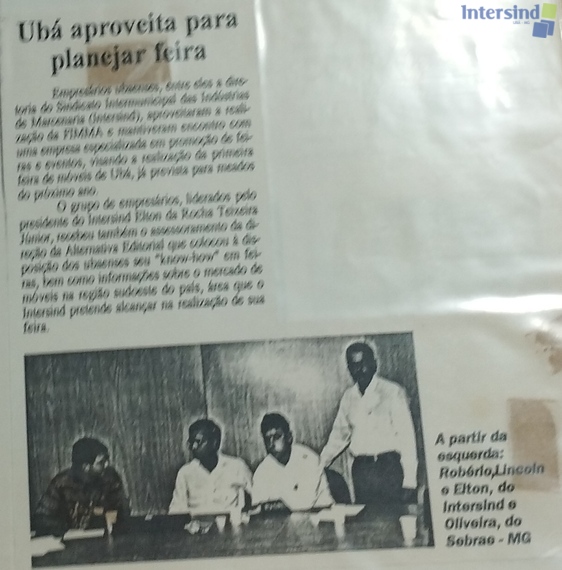 Intersind
Ubá aproveita para
planejar feira
Empresários ubaenses, entre eles a dire-
toria do Sindicato Intermunicipal das Indústrias
de Marcenaria (Intersind), aproveitaram a reali-
zação da FIMMA e mantiveram encontro com
uma empresa especializada em promoção de fei-
ras e eventos, visando a realização da primeira
feira de móveis de Ubá, já prevista para meados
do próximo ano.
O grupo de empresários, liderados pelo
presidente do Intersind Elton da Rocha Teixeira
Júnior, recebeu também o assessoramento da di-
reção da Alternativa Editorial que colocou à dis-
posição dos ubaenses seu "know-how" em fei-
ras, bem como informações sobre o mercado de
móveis na região sudoeste do país, área que o
Intersind pretende alcançar na realização de sua
feira.
A partir da
esquerda:
Robério,Lincoln
e Elton, do
Intersind e
Oliveira, do
Sebrae - MG